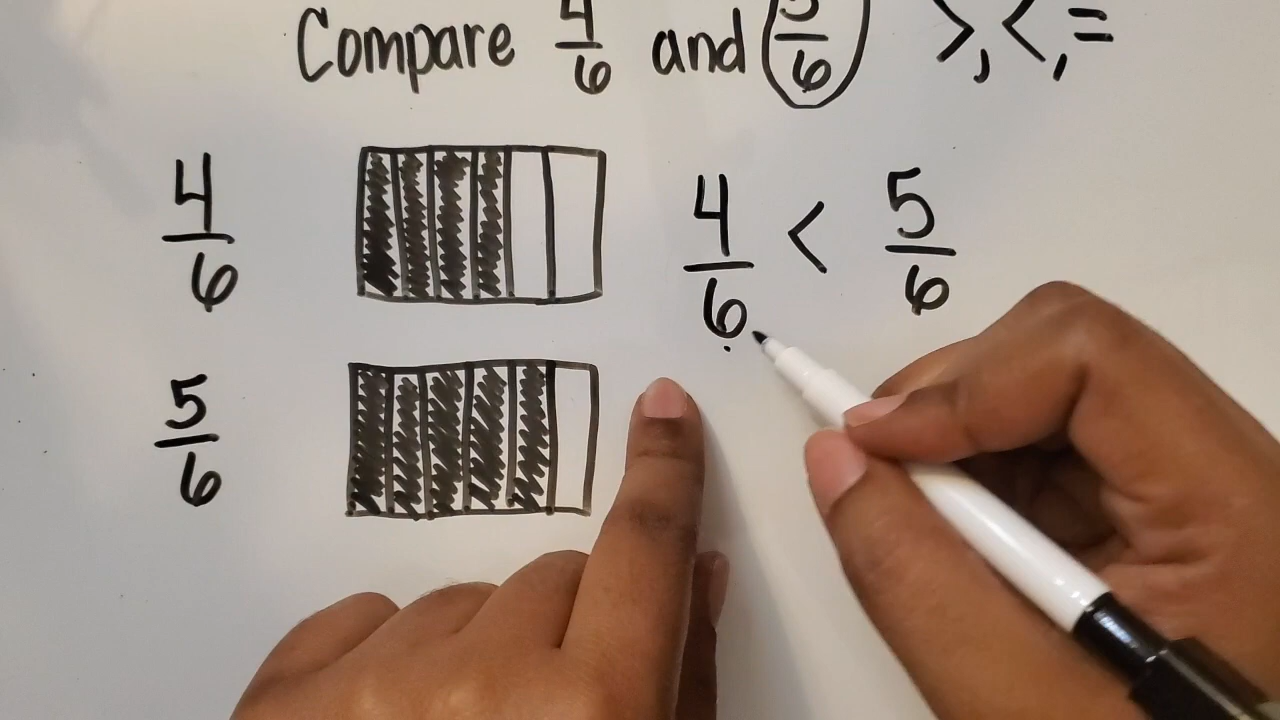 Compare 4/6 and 5/6 >, <, =
4/6
4/6 < 5/6
5/6